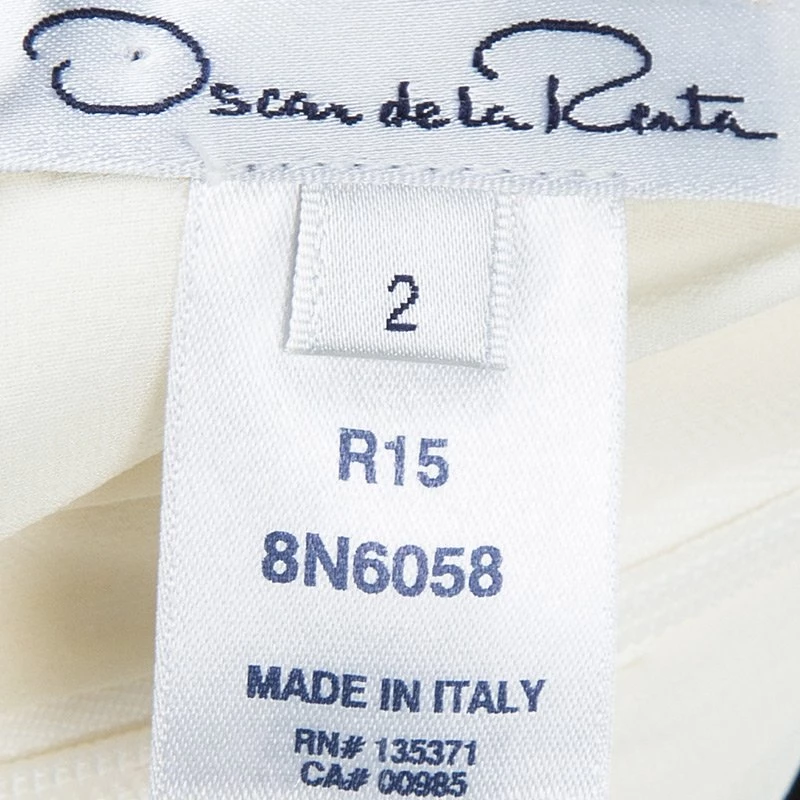 Oscar de la Renta
2
R15
8N6058
MADE IN ITALY
RN# 135371
CA# 00985